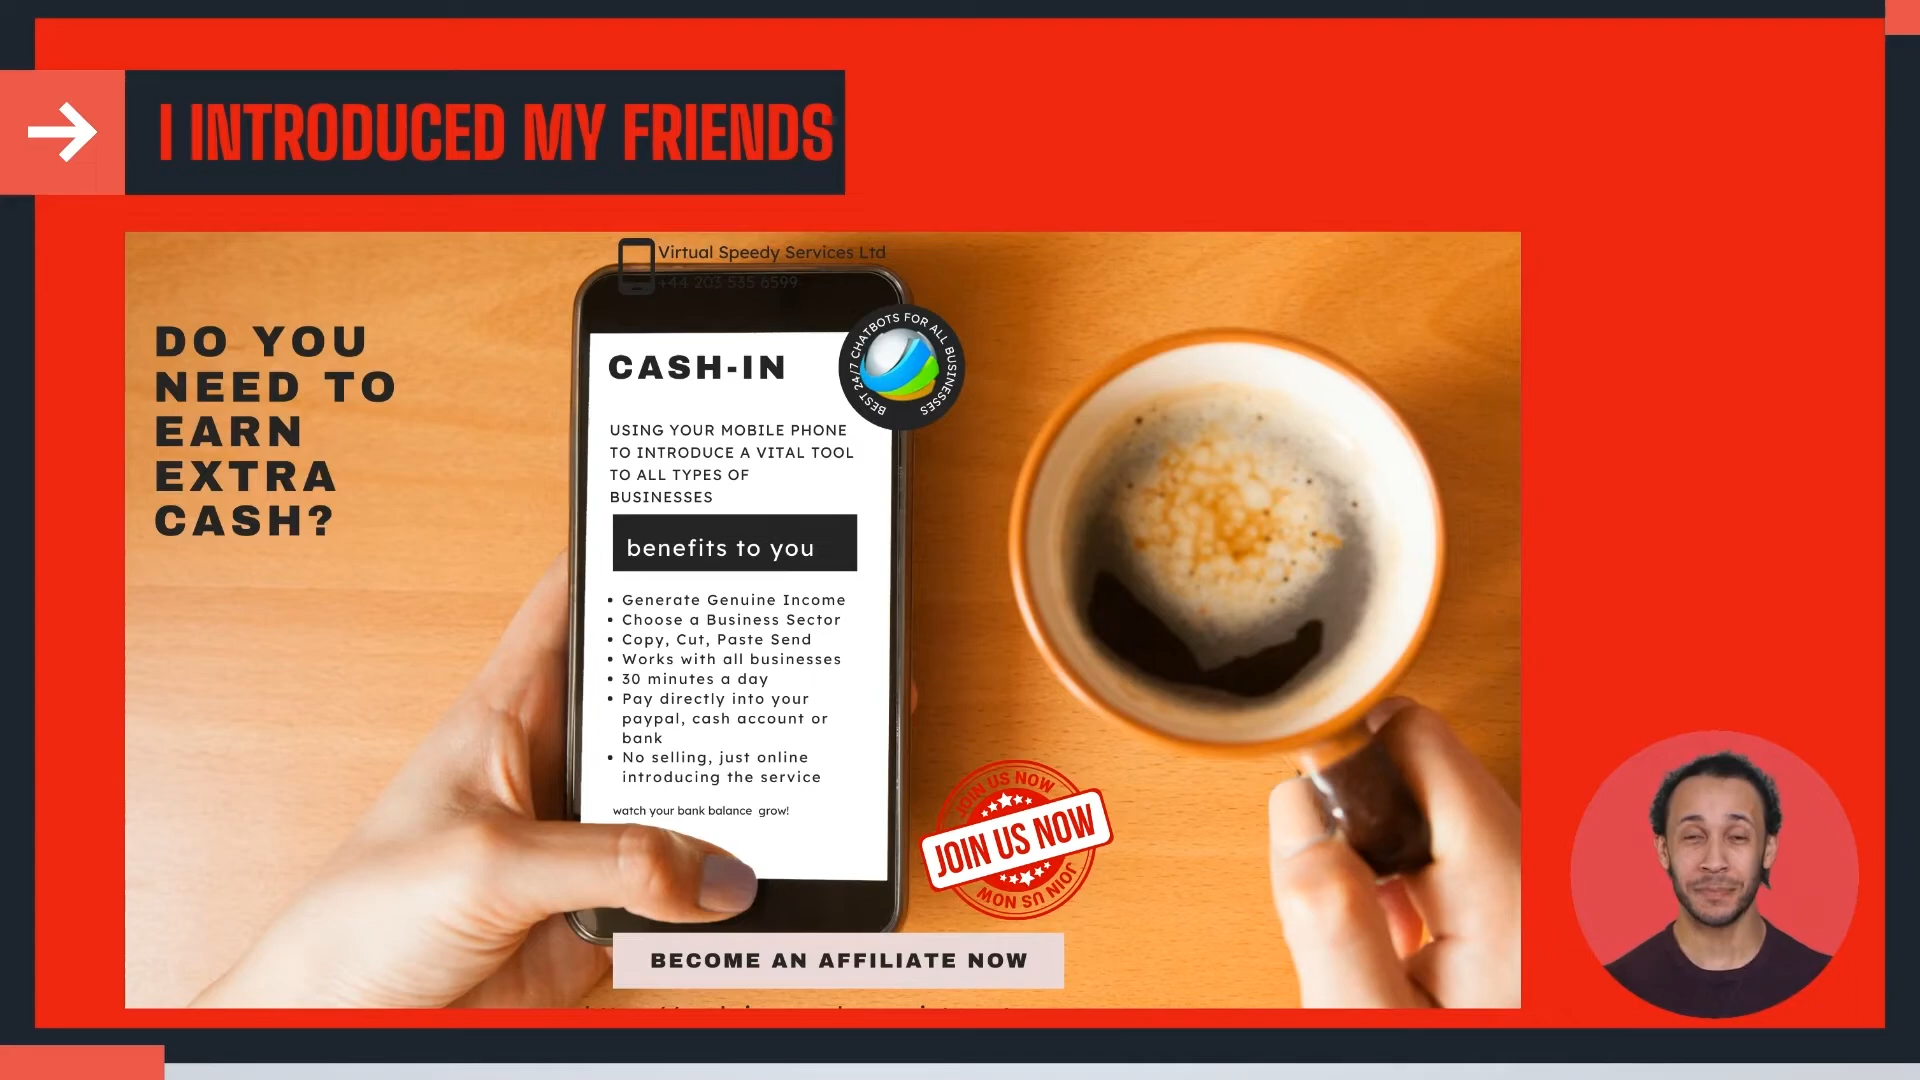 I INTRODUCED MY FRIENDS
Virtual Speedy Services Ltd
+44 203 535 6599
DO YOU
NEED TO
EARN
EXTRA
CASH?
CASH-IN
BEST 24/7 CHATBOTS FOR ALL BUSINESSES
USING YOUR MOBILE PHONE
TO INTRODUCE A VITAL TOOL
TO ALL TYPES OF
BUSINESSES
benefits to you
• Generate Genuine Income
• Choose a Business Sector
• Copy, Cut, Paste Send
• Works with all businesses
• 30 minutes a day
• Pay directly into your
paypal, cash account or
bank
• No selling, just online
introducing the service
watch your bank balance grow!
JOIN US NOW
JOIN US NOW
JOIN US NOW
BECOME AN AFFILIATE NOW